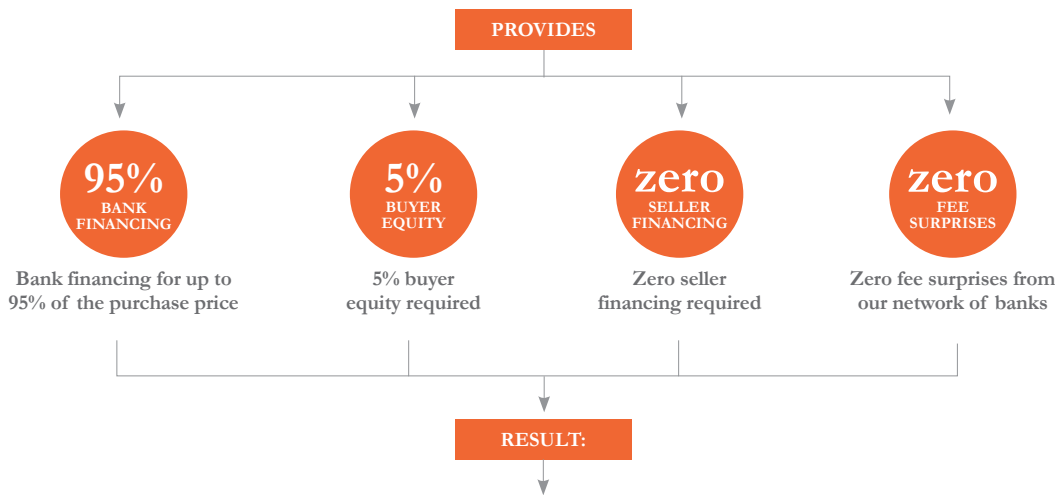 PROVIDES
95%
BANK
FINANCING
5%
BUYER
EQUITY
zero
SELLER
FINANCING
zero
FEE
SURPRISES
Bank financing for up to
95% of the purchase price
5% buyer
equity required
Zero seller
financing required
Zero fee surprises from
our network of banks
RESULT: